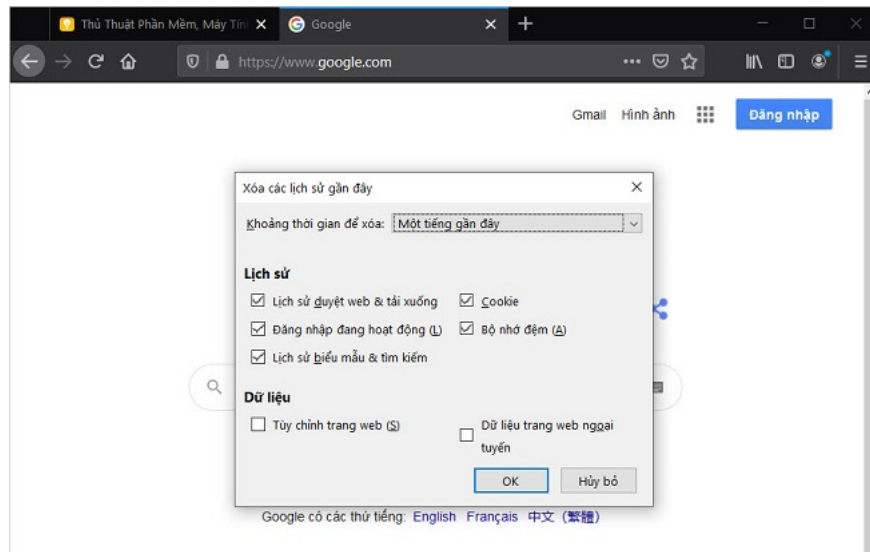 Thủ Thuật Phần Mềm, Máy Tín
Google
https://www.google.com
Gmail Hình ảnh Đăng nhập
Xóa các lịch sử gần đây
Khoảng thời gian để xóa: Một tiếng gần đây
Lịch sử
Lịch sử duyệt web & tải xuống Cookie
Đăng nhập đang hoạt động (L) Bộ nhớ đệm (A)
Lịch sử biểu mẫu & tìm kiếm
Dữ liệu
Tùy chỉnh trang web (S) Dữ liệu trang web ngoại
tuyến
OK Hủy bỏ
Google có các thứ tiếng: English Français 中文 (繁體)